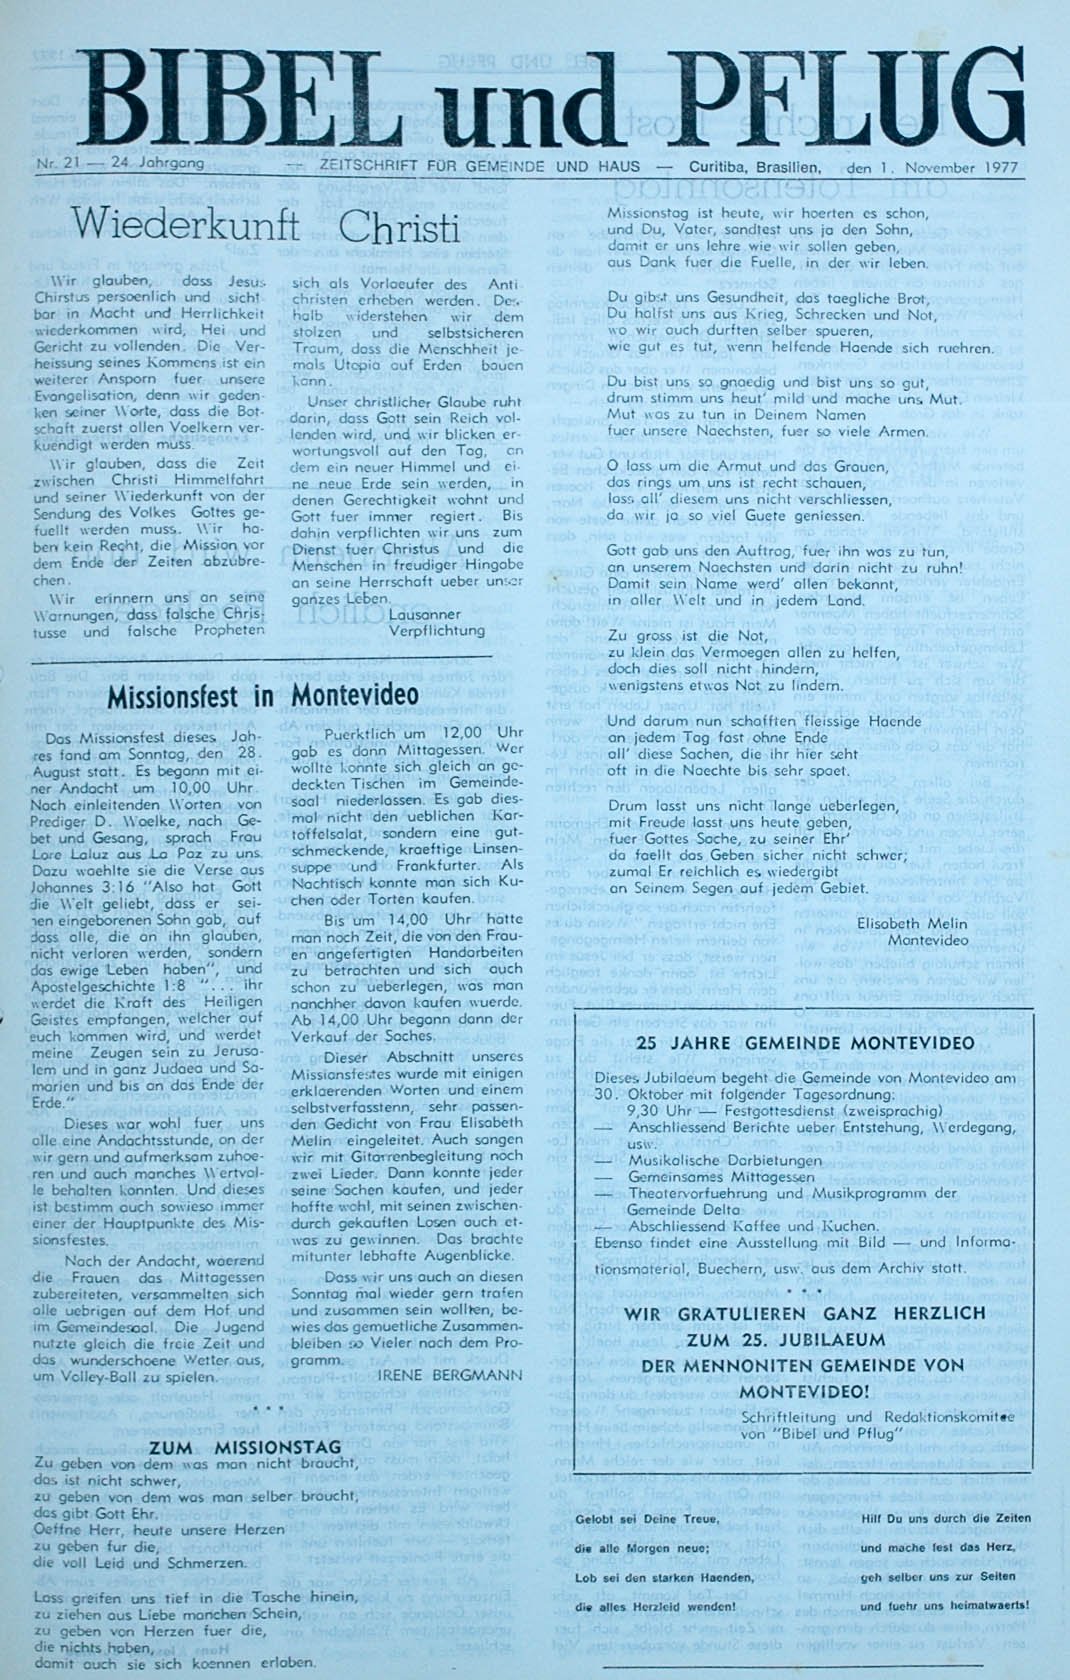 BIBEL und PFLUG
Nr. 21 — 24 Jahrgang — ZEITSCHRIFT FÜR GEMEINDE UND HAUS — Curitiba, Brasilien, den 1. November 1977
Wiederkunft Christi
Wir glauben, dass Jesus
Chirstus persoenlich und sicht-
bar in Macht und Herrlichkeit
wiederkommen wird, Hei und
Gericht zu vollenden. Die Ver-
heissung seines Kommens ist ein
weiterer Ansporn fuer unsere
Evangelisation, denn wir geden-
ken seiner Worte, dass die Bot-
schaft zuerst allen Voelkern ver-
kuendigt werden muss.
Wir glauben, dass die Zeit
zwischen Christi Himmelfahrt
und seiner Wiederkunft von der
Sendung des Volkes Gottes ge-
fuellt werden muss. Wir ha-
ben kein Recht, die Mission vor
dem Ende der Zeiten abzubre-
chen.
Wir erinnern uns an seine
Warnungen, dass falsche Chris-
tusse und falsche Propheten
sich als Vorlaeufer des Anti
christen erheben werden. Des-
halb widerstehen wir dem
stolzen und selbstsicheren
Traum, dass die Menschheit je-
mals Utopia auf Erden bauen
kann.
Unser christlicher Glaube ruht
darin, dass Gott sein Reich vol-
lenden wird, und wir blicken er-
wartungsvoll auf den Tag, an
dem ein neuer Himmel und ei-
ne neue Erde sein werden, in
denen Gerechtigkeit wohnt und
Gott fuer immer regiert. Bis
dahin verpflichten wir uns zum
Dienst fuer Christus und die
Menschen in freudiger Hingabe
an seine Herrschaft ueber unser
ganzes Leben.
Lausanner
Verpflichtung
Missionsfest in Montevideo
Das Missionsfest dieses Jah-
res fand am Sonntag, den 28.
August statt. Es begann mit ei-
ner Andacht um 10,00 Uhr.
Nach einleitenden Worten von
Prediger D. Woelke, nach Ge-
bet und Gesang, sprach Frau
Lore Laluz aus La Paz zu uns.
Dazu waehlte sie die Verse aus
Johannes 3:16 "Also hat Gott
die Welt geliebt, dass er sei-
nen eingeborenen Sohn gab, auf
dass alle, die an ihn glauben,
nicht verloren werden, sondern
das ewige Leben haben", und
Apostelgeschichte 1:8 "... ihr
werdet die Kraft des Heiligen
Geistes empfangen, welcher auf
euch kommen wird, und werdet
meine Zeugen sein zu Jerusa-
lem und in ganz Judaea und Sa-
marien und bis an das Ende der
Erde."
Dieses war wohl fuer uns
alle eine Andachtsstunde, an der
wir gern und aufmerksam zuhoe-
ren und auch manches Wertvol-
le behalten konnten. Und dieses
ist bestimm auch sowieso immer
einer der Hauptpunkte des Mis-
sionsfestes.
Nach der Andacht, waerend
die Frauen das Mittagessen
zubereiteten, versammelten sich
alle uebrigen auf dem Hof und
im Gemeindesaal. Die Jugend
nutzte gleich die freie Zeit und
das wunderschoene Wetter aus,
um Volley-Ball zu spielen.
Puerktlich um 12,00 Uhr
gab es dann Mittagessen. Wer
wollte konnte sich gleich an ge-
deckten Tischen im Gemeinde-
saal niederlassen. Es gab dies-
mal nicht den ueblichen Kar-
toffelsalat, sondern eine gut-
schmeckende, kraeftige Linsen-
suppe und Frankfurter. Als
Nachtisch konnte man sich Ku-
chen oder Torten kaufen.
Bis um 14,00 Uhr hatte
man noch Zeit, die von den Frau-
en angefertigten Handarbeiten
zu betrachten und sich auch
schon zu ueberlegen, was man
nanchher davon kaufen wuerde.
Ab 14,00 Uhr begann dann der
Verkauf der Saches.
Dieser Abschnitt unseres
Missionsfestes wurde mit einigen
erklaerenden Worten und einem
selbstverfasstenn, sehr passen-
den Gedicht von Frau Elisabeth
Melin eingeleitet. Auch sangen
wir mit Gitarrenbegleitung noch
zwei Lieder. Dann konnte jeder
seine Sachen kaufen, und jeder
hoffte wohl, mit seinen zwischen-
durch gekauften Losen auch et-
was zu gewinnen. Das brachte
mitunter lebhafte Augenblicke.
Dass wir uns auch an diesen
Sonntag mal wieder gern trafen
und zusammen sein wollten, be-
wies das gemuetliche Zusammen-
bleiben so Vieler nach dem Pro-
gramm.
IRENE BERGMANN
* * *
ZUM MISSIONSTAG
Zu geben von dem was man nicht braucht,
das ist nicht schwer,
zu geben von dem was man selber braucht,
das gibt Gott Ehr.
Oeffne Herr, heute unsere Herzen
zu geben fur die,
die voll Leid und Schmerzen.
Lass greifen uns tief in die Tasche hinein,
zu ziehen aus Liebe manchen Schein,
zu geben von Herzen fuer die,
die nichts haben,
damit auch sie sich koennen erlaben.
Missionstag ist heute, wir hoerten es schon,
und Du, Vater, sandtest uns ja den Sohn,
damit er uns lehre wie wir sollen geben,
aus Dank fuer die Fuelle, in der wir leben.
Du gibst uns Gesundheit, das taegliche Brot,
Du halfst uns aus Krieg, Schrecken und Not,
wo wir auch durften selber spueren,
wie gut es tut, wenn helfende Haende sich ruehren.
Du bist uns so gnaedig und bist uns so gut,
drum stimm uns heut' mild und mache uns Mut.
Mut was zu tun in Deinem Namen
fuer unsere Naechsten, fuer so viele Armen.
O lass um die Armut und das Grauen,
das rings um uns ist recht schauen,
lass all' diesem uns nicht verschliessen,
da wir ja so viel Guete geniessen.
Gott gab uns den Auftrag, fuer ihn was zu tun,
an unserem Naechsten und darin nicht zu ruhn!
Damit sein Name werd' allen bekannt,
in aller Welt und in jedem Land.
Zu gross ist die Not,
zu klein das Vermoegen allen zu helfen,
doch dies soll nicht hindern,
wenigstens etwas Not zu lindern.
Und darum nun schafften fleissige Haende
an jedem Tag fast ohne Ende
all' diese Sachen, die ihr hier seht
oft in die Naechte bis sehr spaet.
Drum lasst uns nicht lange ueberlegen,
mit Freude lasst uns heute geben,
fuer Gottes Sache, zu seiner Ehr'
da faellt das Geben sicher nicht schwer;
zumal Er reichlich es wiedergibt
an Seinem Segen auf jedem Gebiet.
Elisabeth Melin
Montevideo
25 JAHRE GEMEINDE MONTEVIDEO
Dieses Jubilaeum begeht die Gemeinde von Montevideo am
30. Oktober mit folgender Tagesordnung:
9,30 Uhr — Festgottesdienst (zweisprachig)
— Anschliessend Berichte ueber Entstehung, Werdegang,
usw.
— Musikalische Darbietungen
— Gemeinsames Mittagessen
— Theatervorfuehrung und Musikprogramm der
Gemeinde Delta
— Abschliessend Kaffee und Kuchen.
Ebenso findet eine Ausstellung mit Bild — und Informa-
tionsmaterial, Buechern, usw. aus dem Archiv statt.
* * *
WIR GRATULIEREN GANZ HERZLICH
ZUM 25. JUBILAEUM
DER MENNONITEN GEMEINDE VON
MONTEVIDEO!
Schriftleitung und Redaktionskomitee
von "Bibel und Pflug"
Gelobt sei Deine Treue,
die alle Morgen neue;
Lob sei den starken Haenden,
die alles Herzleid wenden!
Hilf Du uns durch die Zeiten
und mache fest das Herz,
geh selber uns zur Seiten
und fuehr uns heimatwaerts!